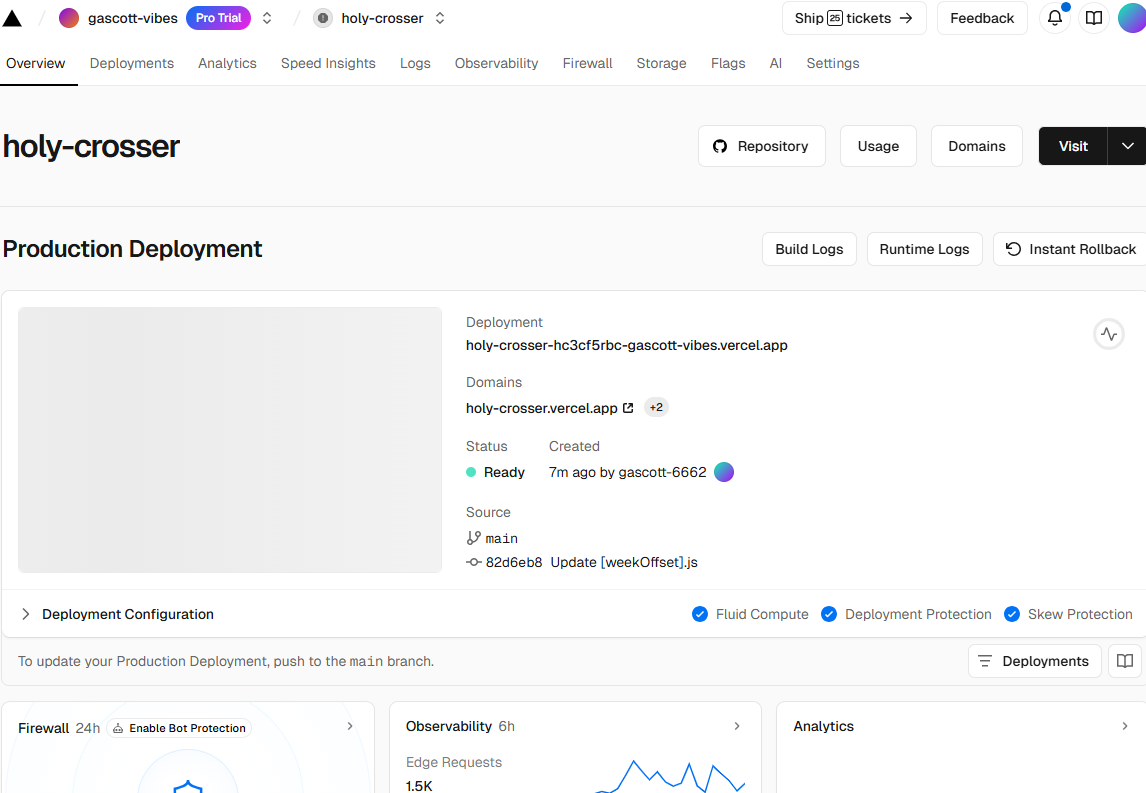 gascott-vibes Pro Trial holy-crosser Ship 25 tickets → Feedback
Overview Deployments Analytics Speed Insights Logs Observability Firewall Storage Flags AI Settings
holy-crosser Repository Usage Domains Visit
Production Deployment Build Logs Runtime Logs Instant Rollback
Deployment
holy-crosser-hc3cf5rbc-gascott-vibes.vercel.app
Domains
holy-crosser.vercel.app +2
Status Created
Ready 7m ago by gascott-6662
Source
main
82d6eb8 Update [weekOffset].js
Deployment Configuration Fluid Compute Deployment Protection Skew Protection
To update your Production Deployment, push to the main branch. Deployments
Firewall 24h Enable Bot Protection Observability 6h Analytics
Edge Requests
1.5K